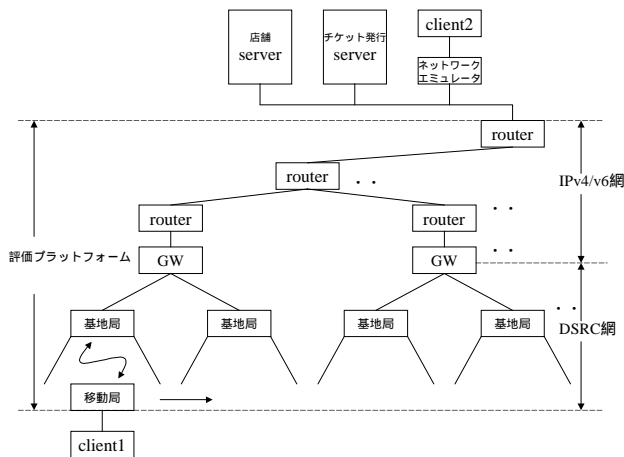 店舗
server
チケット発行
server
client2
ネットワーク
エミュレータ
router
router
. .
IPv4/v6網
router
router
. .
評価プラットフォーム
GW
GW
. .
基地局
基地局
基地局
基地局
. .
DSRC網
移動局
client1